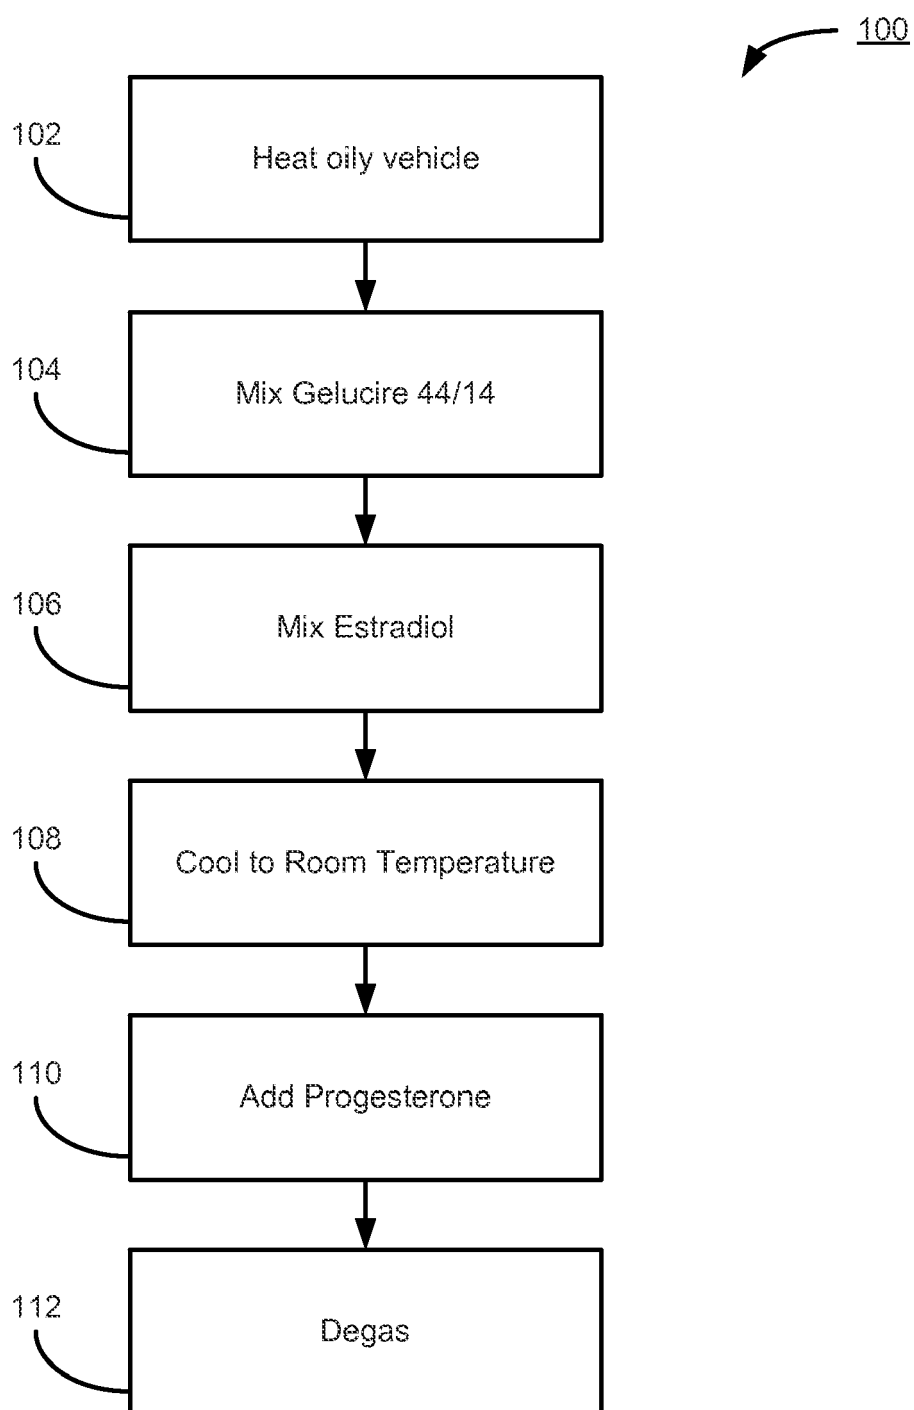 100
102
Heat oily vehicle
104
Mix Gelucire 44/14
106
Mix Estradiol
108
Cool to Room Temperature
110
Add Progesterone
112
Degas